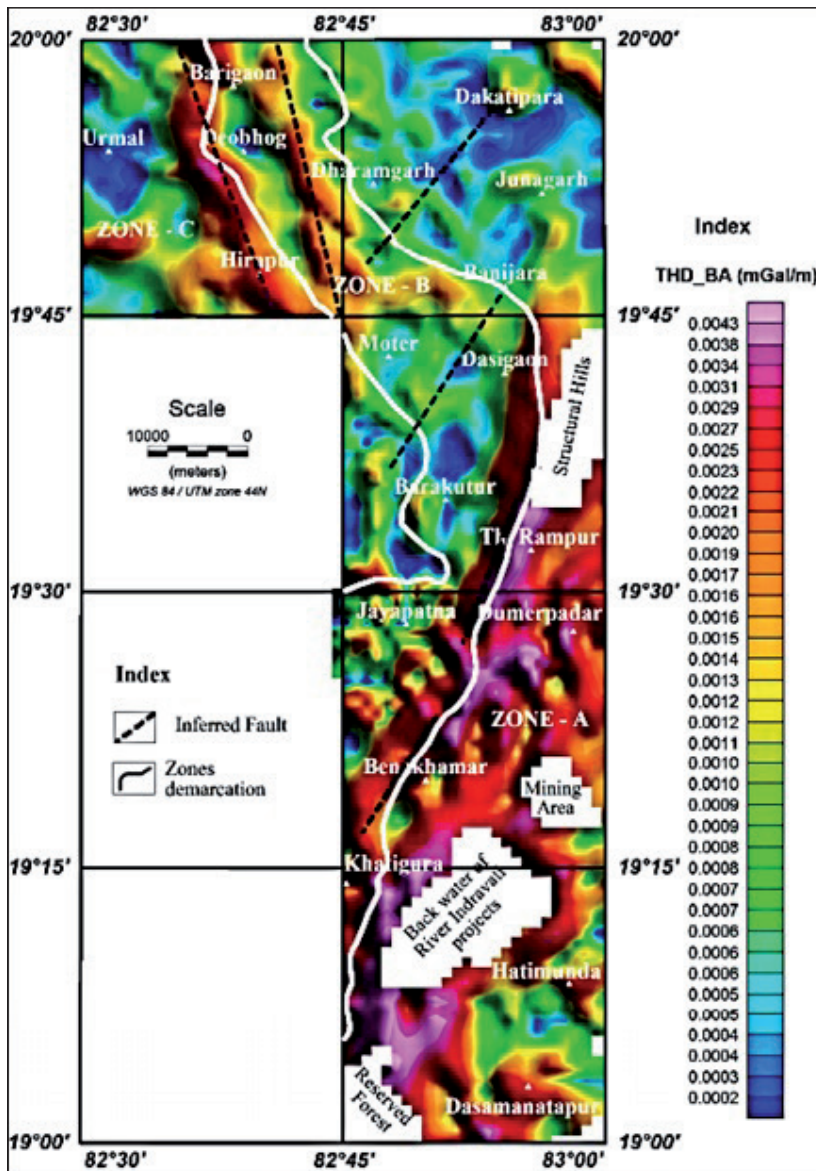 82°30' 82°45' 83°00'
20°00' 20°00'
Barigaon
Dakatipara
Urmal
Deobhog
Dharamgarh
Junagarh
ZONE - C
Hirapur
ZONE - B
Banijara
19°45' 19°45'
Moter
Dasigaon
Structural Hills
Scale
10000 0
(meters)
WGS 84 / UTM zone 44N
Barakutur
Rampur
19°30' 19°30'
Jayapatna
Dumerpadar
Index
Inferred Fault
Zones
demarcation
ZONE - A
khamar
Mining
Area
19°15' 19°15'
Khatigura
Back water of
River Indravati
projects
Hatimunda
Reserved
Forest
Dasamanatapur
19°00' 19°00'
82°30' 82°45' 83°00'
Index
THD_BA (mGal/m)
0.0043
0.0038
0.0034
0.0031
0.0029
0.0027
0.0025
0.0023
0.0022
0.0021
0.0020
0.0019
0.0017
0.0016
0.0016
0.0015
0.0014
0.0013
0.0012
0.0012
0.0011
0.0010
0.0010
0.0009
0.0009
0.0008
0.0008
0.0007
0.0007
0.0006
0.0006
0.0006
0.0005
0.0005
0.0004
0.0004
0.0003
0.0002